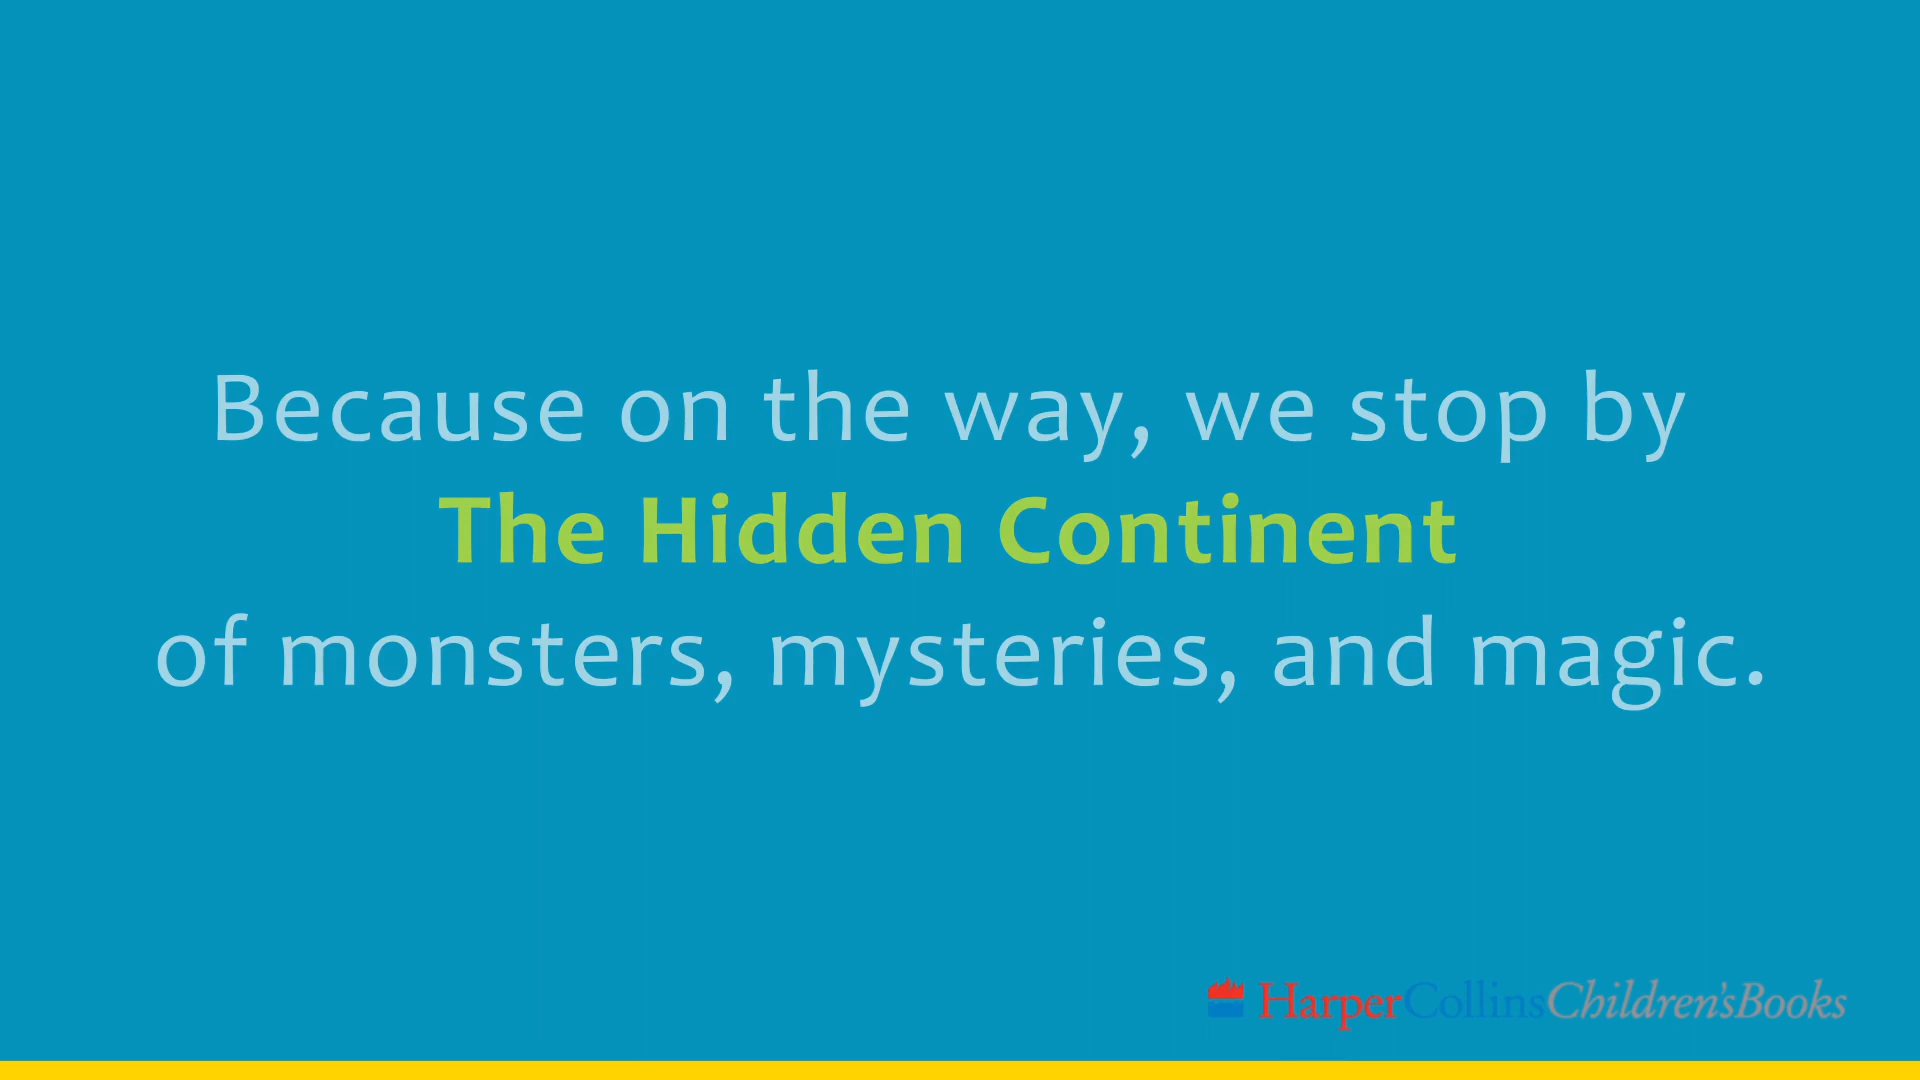 Because on the way, we stop by
The Hidden Continent
of monsters, mysteries, and magic.
HarperCollinsChildren'sBooks